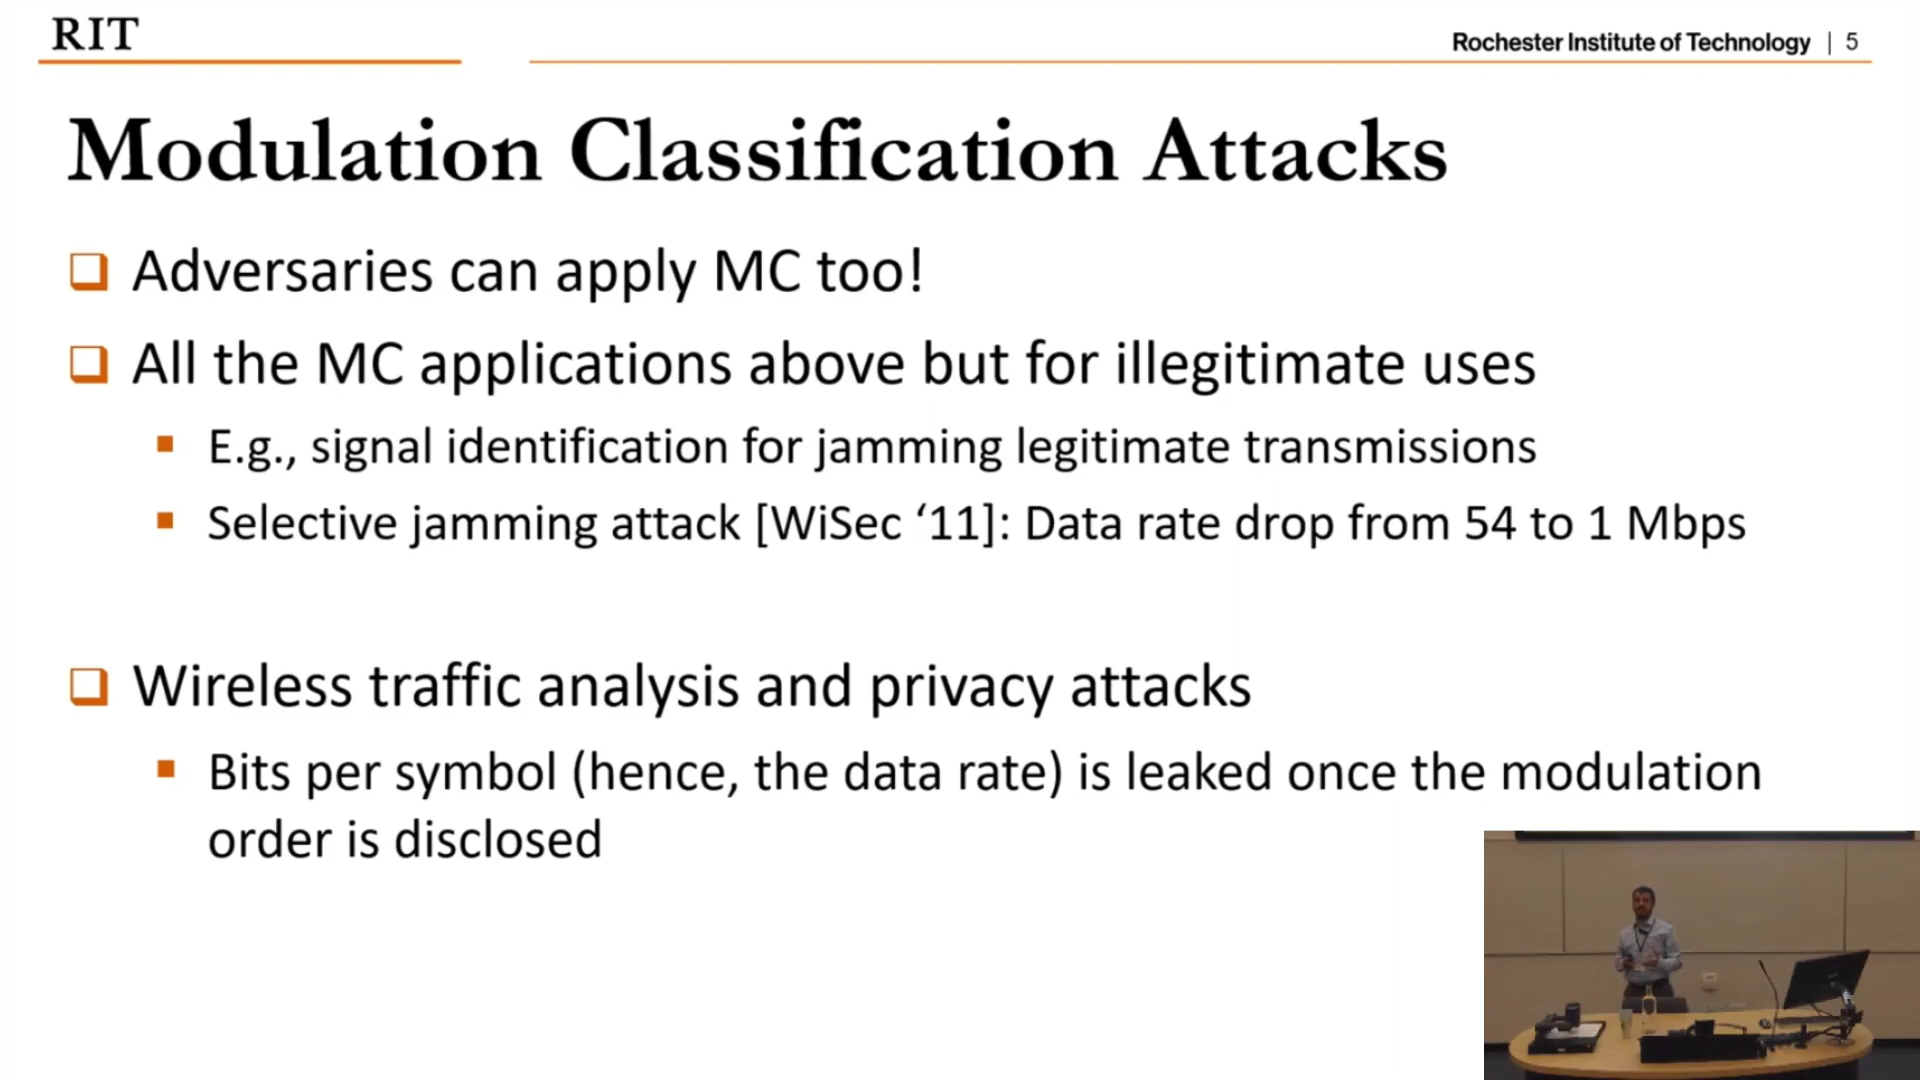 RIT
Rochester Institute of Technology | 5
Modulation Classification Attacks
Adversaries can apply MC too!
All the MC applications above but for illegitimate uses
E.g., signal identification for jamming legitimate transmissions
Selective jamming attack [WiSec ‘11]: Data rate drop from 54 to 1 Mbps
Wireless traffic analysis and privacy attacks
Bits per symbol (hence, the data rate) is leaked once the modulation
order is disclosed